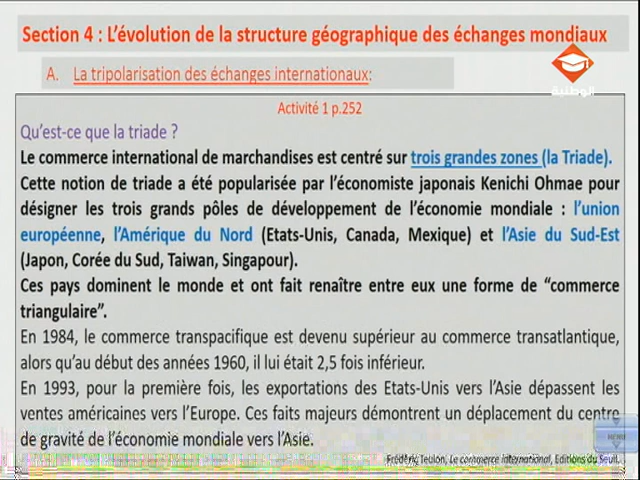 Section 4 : L'évolution de la structure géographique des échanges mondiaux
A. La tripolarisation des échanges internationaux:
الوطنية
Activité 1 p.252
Qu'est-ce que la triade ?
Le commerce international de marchandises est centré sur trois grandes zones (la Triade).
Cette notion de triade a été popularisée par l'économiste japonais Kenichi Ohmae pour
désigner les trois grands pôles de développement de l'économie mondiale : l'union
européenne, l'Amérique du Nord (Etats-Unis, Canada, Mexique) et l'Asie du Sud-Est
(Japon, Corée du Sud, Taiwan, Singapour).
Ces pays dominent le monde et ont fait renaître entre eux une forme de “commerce
triangulaire”.
En 1984, le commerce transpacifique est devenu supérieur au commerce transatlantique,
alors qu'au début des années 1960, il lui était 2,5 fois inférieur.
En 1993, pour la première fois, les exportations des Etats-Unis vers l'Asie dépassent les
ventes américaines vers l'Europe. Ces faits majeurs démontrent un déplacement du centre
de gravité de l'économie mondiale vers l'Asie.
MENU
Frédéric Teulon, Le commerce international, Editions du Seuil.